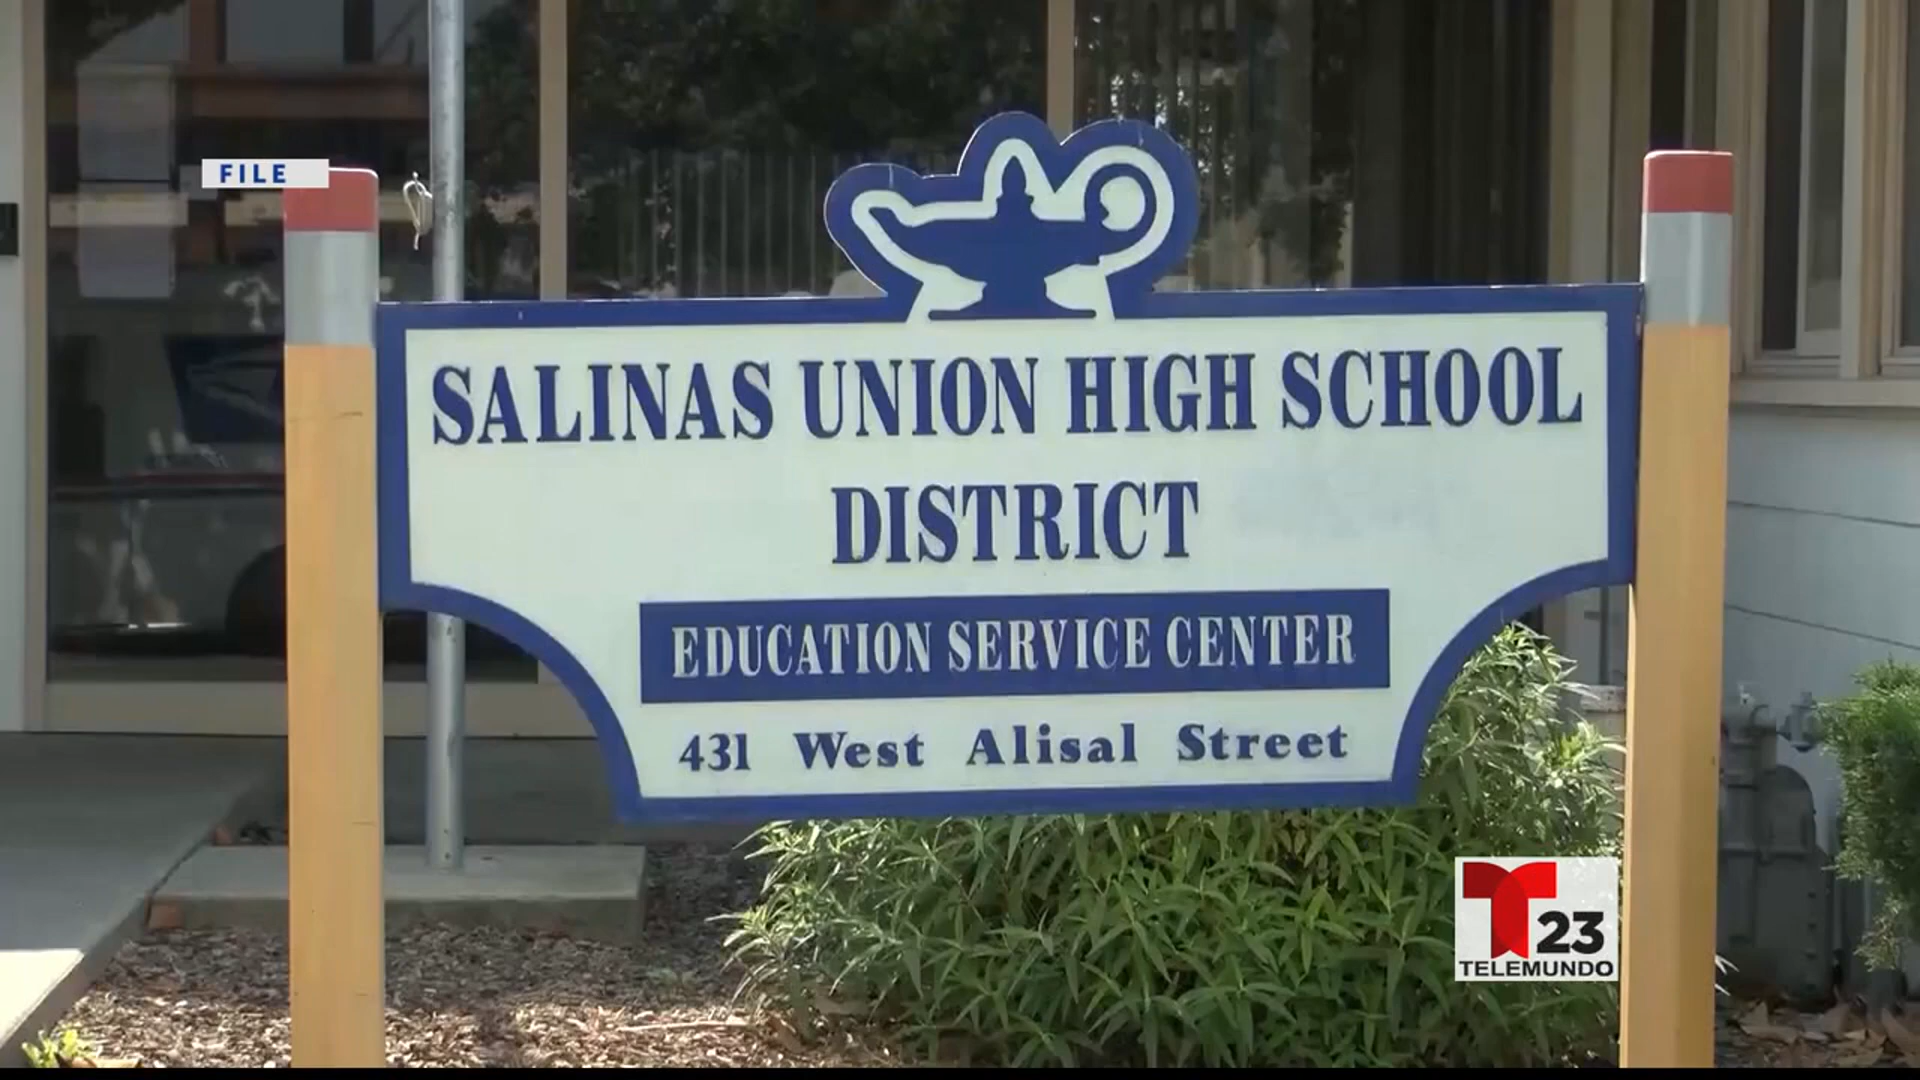 FILE
SALINAS UNION HIGH SCHOOL
DISTRICT
EDUCATION SERVICE CENTER
431 West Alisal Street
23
TELEMUNDO